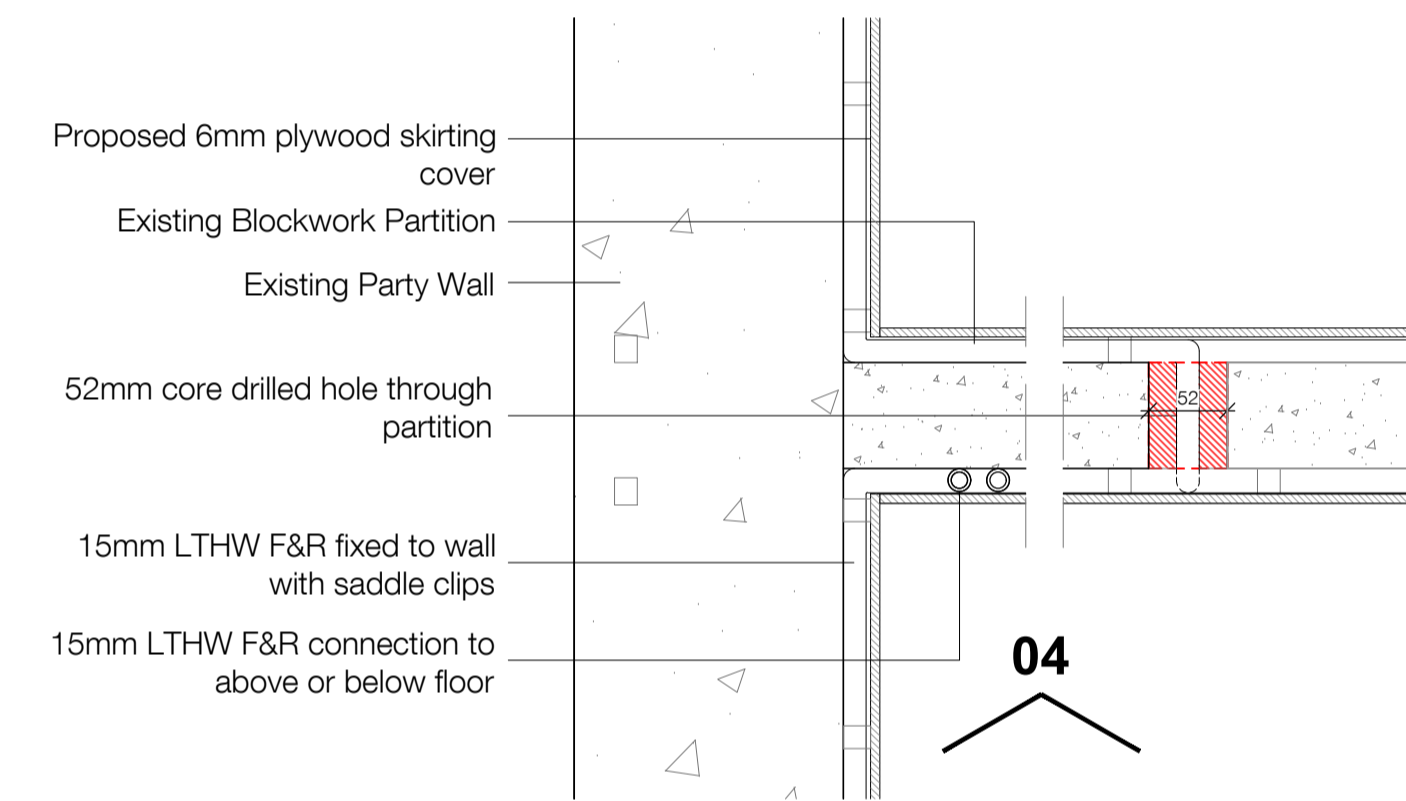 Proposed 6mm plywood skirting
cover
Existing Blockwork Partition
Existing Party Wall
52mm core drilled hole through
partition
52
15mm LTHW F&R fixed to wall
with saddle clips
15mm LTHW F&R connection to
above or below floor
04